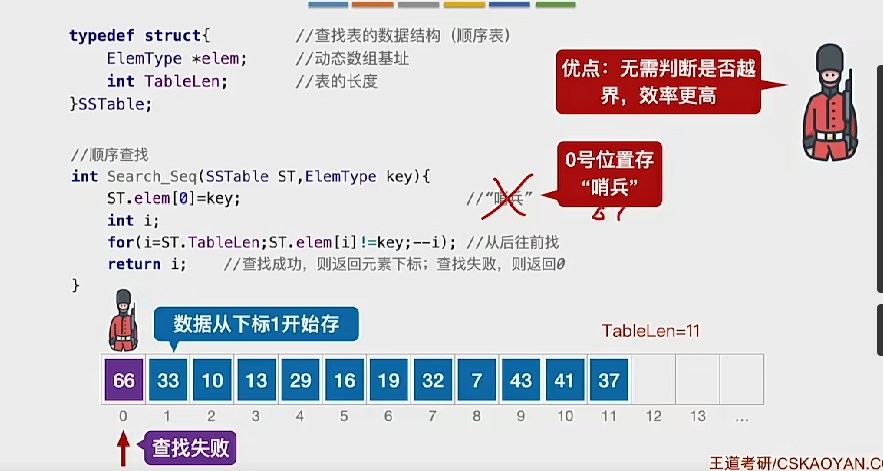 typedef struct{ //查找表的数据结构（顺序表）
ElemType *elem; //动态数组基址
int TableLen; //表的长度
}SSTable;
优点：无需判断是否越
界，效率更高
//顺序查找
int Search_Seq(SSTable ST,ElemType key){
ST.elem[0]=key; //“哨兵”
int i;
for(i=ST.TableLen;ST.elem[i]!=key;--i); //从后往前找
return i; //查找成功，则返回元素下标；查找失败，则返回0
}
0号位置存
“哨兵”
数据从下标1开始存
TableLen=11
66 33 10 13 29 16 19 32 7 43 41 37
0 1 2 3 4 5 6 7 8 9 10 11 12 13 ...
查找失败
王道考研/CSKAOYAN.C